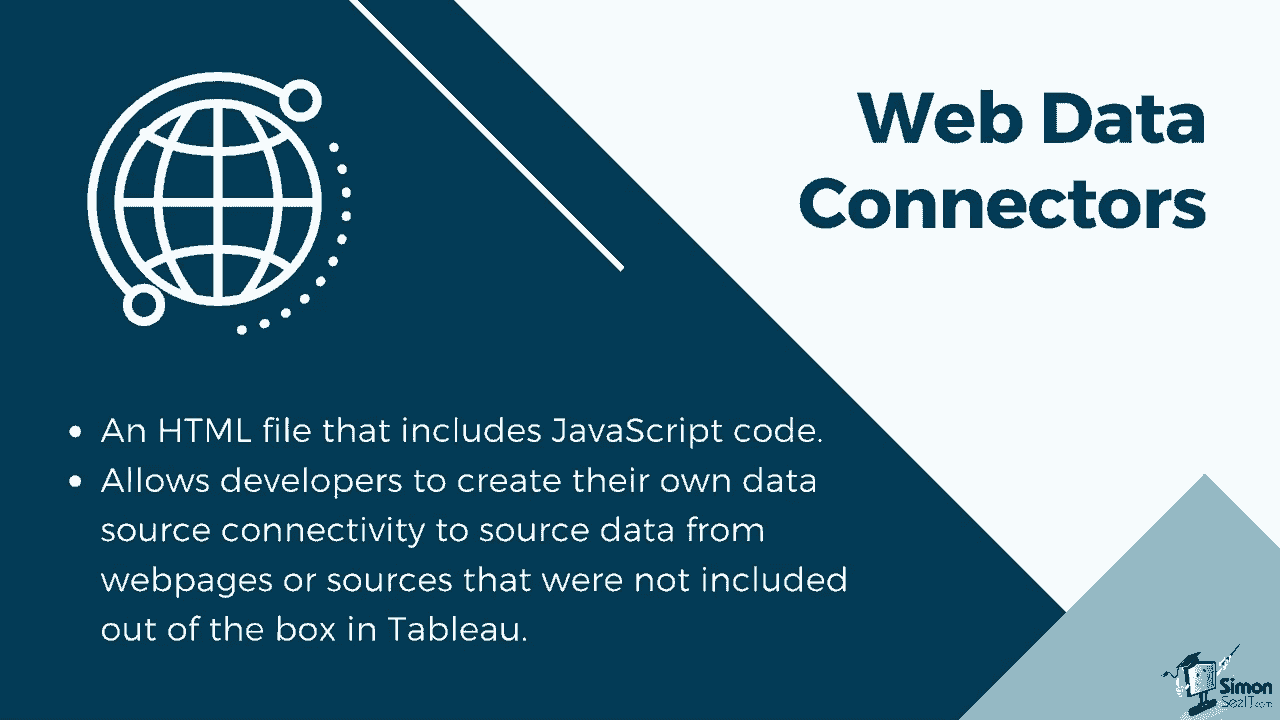 Web Data
Connectors
• An HTML file that includes JavaScript code.
• Allows developers to create their own data
source connectivity to source data from
webpages or sources that were not included
out of the box in Tableau.
Simon
SezIT.com